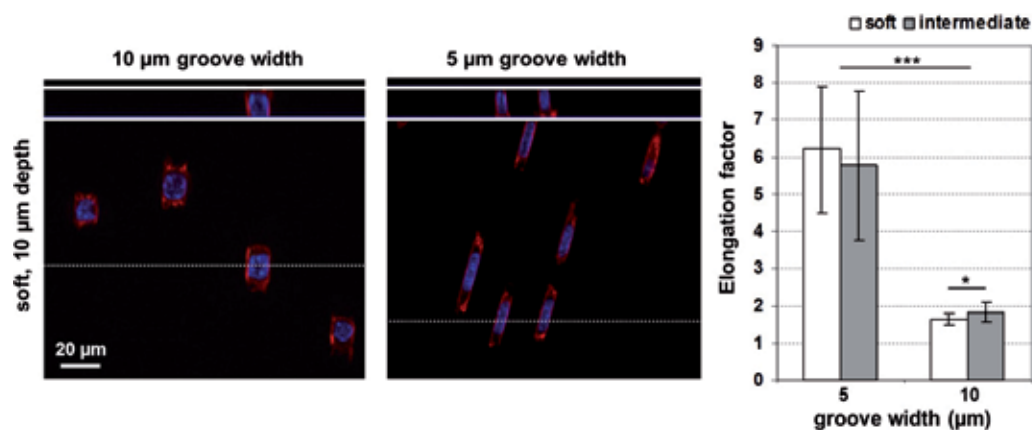 10 µm groove width
5 µm groove width
soft, 10 µm depth
20 µm
soft intermediate
***
*
Elongation factor
9
8
7
6
5
4
3
2
1
0
5 10
groove width (µm)